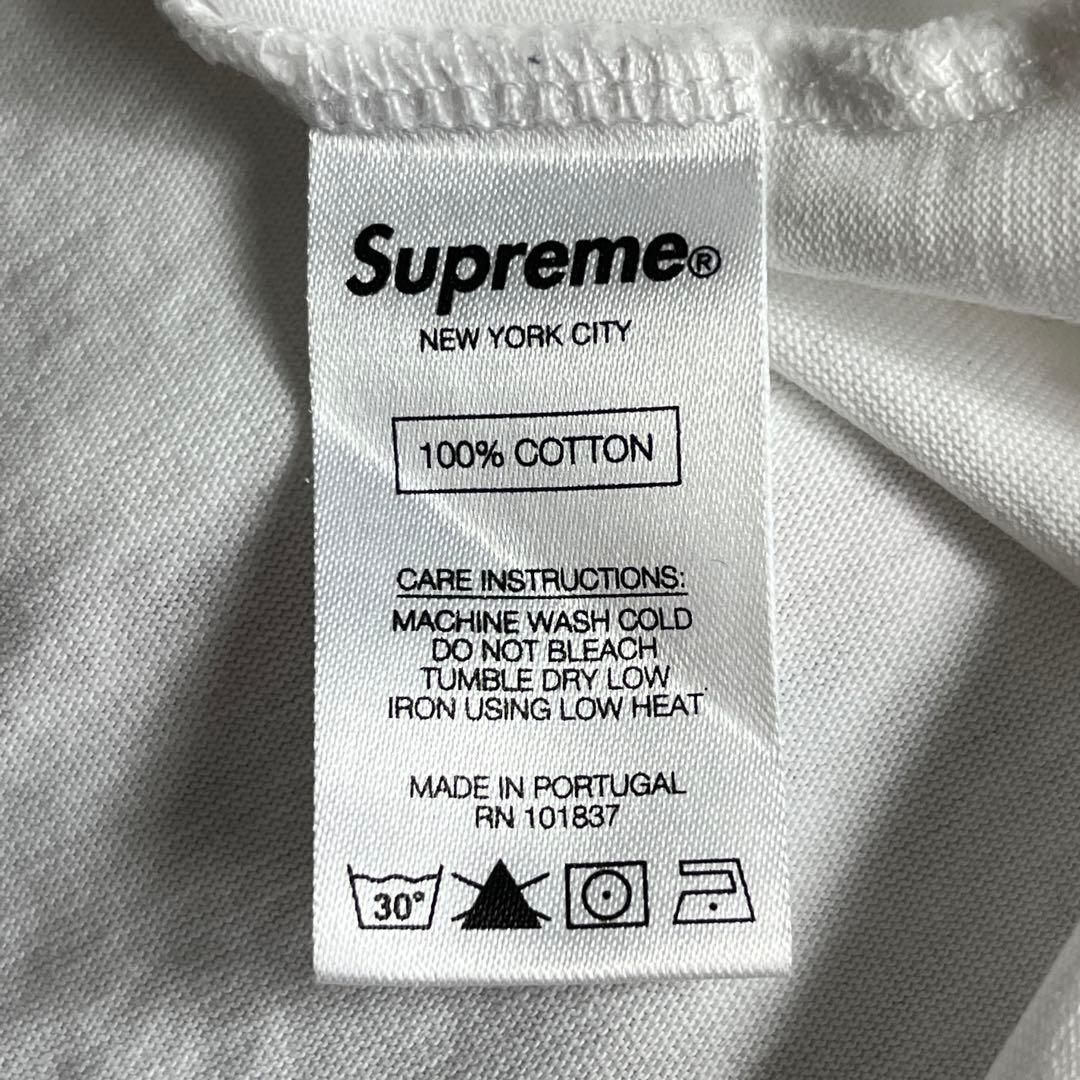 Supreme®
NEW YORK CITY
100% COTTON
CARE INSTRUCTIONS:
MACHINE WASH COLD
DO NOT BLEACH
TUMBLE DRY LOW
IRON USING LOW HEAT
MADE IN PORTUGAL
RN 101837
30°